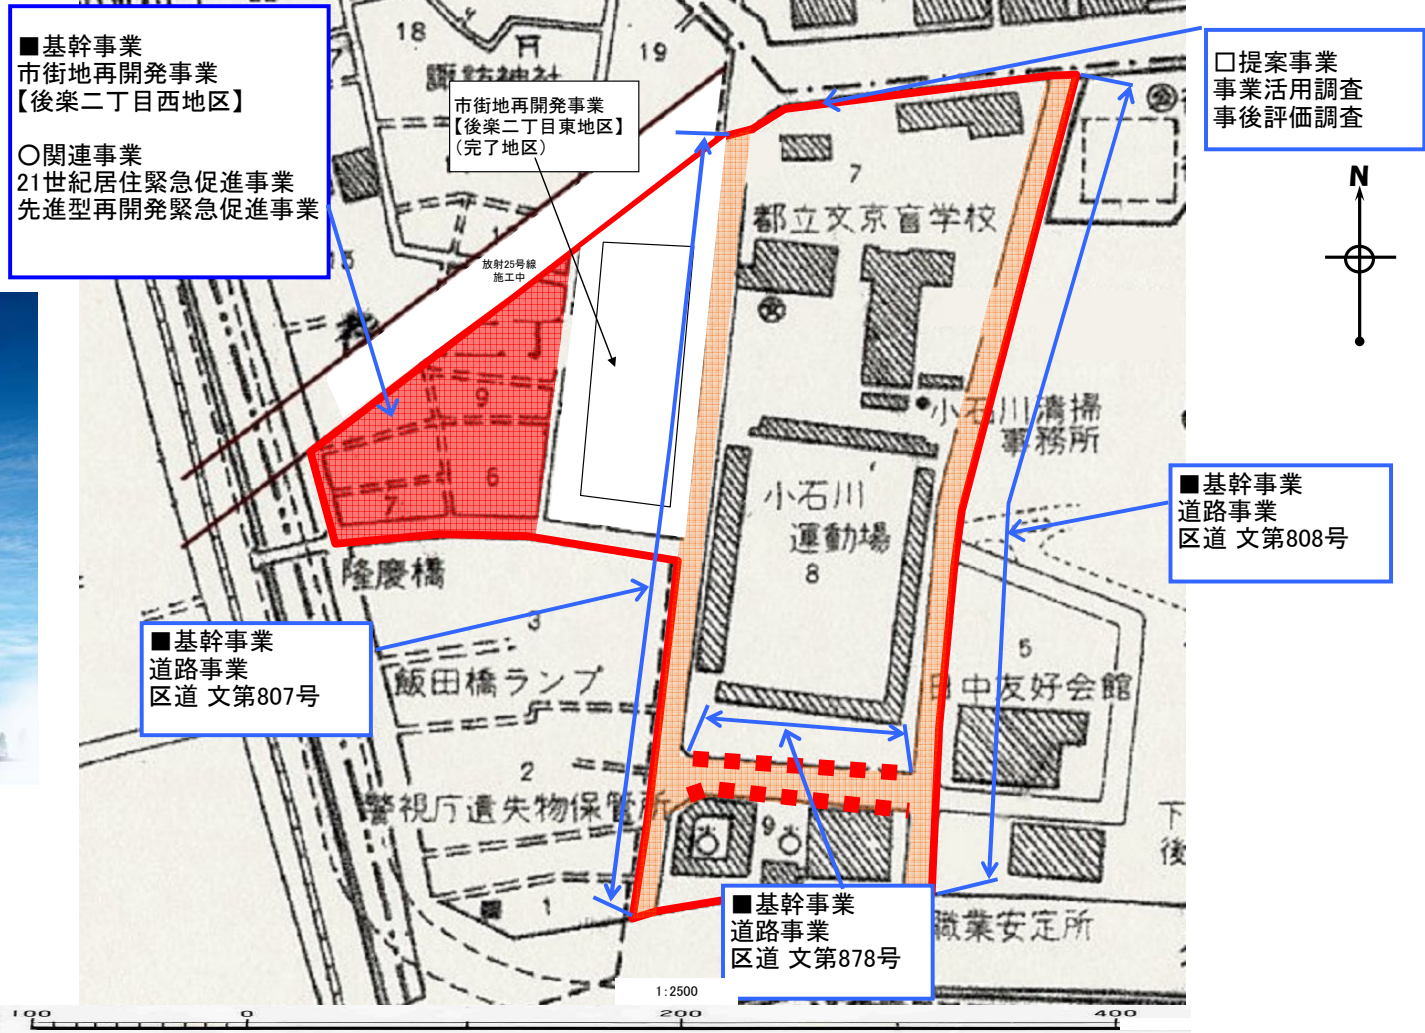 ■基幹事業
市街地再開発事業
【後楽二丁目西地区】
〇関連事業
21世紀居住緊急促進事業
先進型再開発緊急促進事業
18
19
諏訪神社
市街地再開発事業
【後楽二丁目東地区】
(完了地区)
□提案事業
事業活用調査
事後評価調査
N
7
都立文京盲学校
放射25号線
施工中
9
6
7
小石川清掃
事務所
小石川
運動場
8
■基幹事業
道路事業
区道 文第808号
隆慶橋
3
■基幹事業
道路事業
区道 文第807号
飯田橋ランプ
5
日中友好会館
2
警視庁遺失物保管所
9
下
後
1
■基幹事業
道路事業
区道 文第878号
職業安定所
1:2500
100
0
200
400